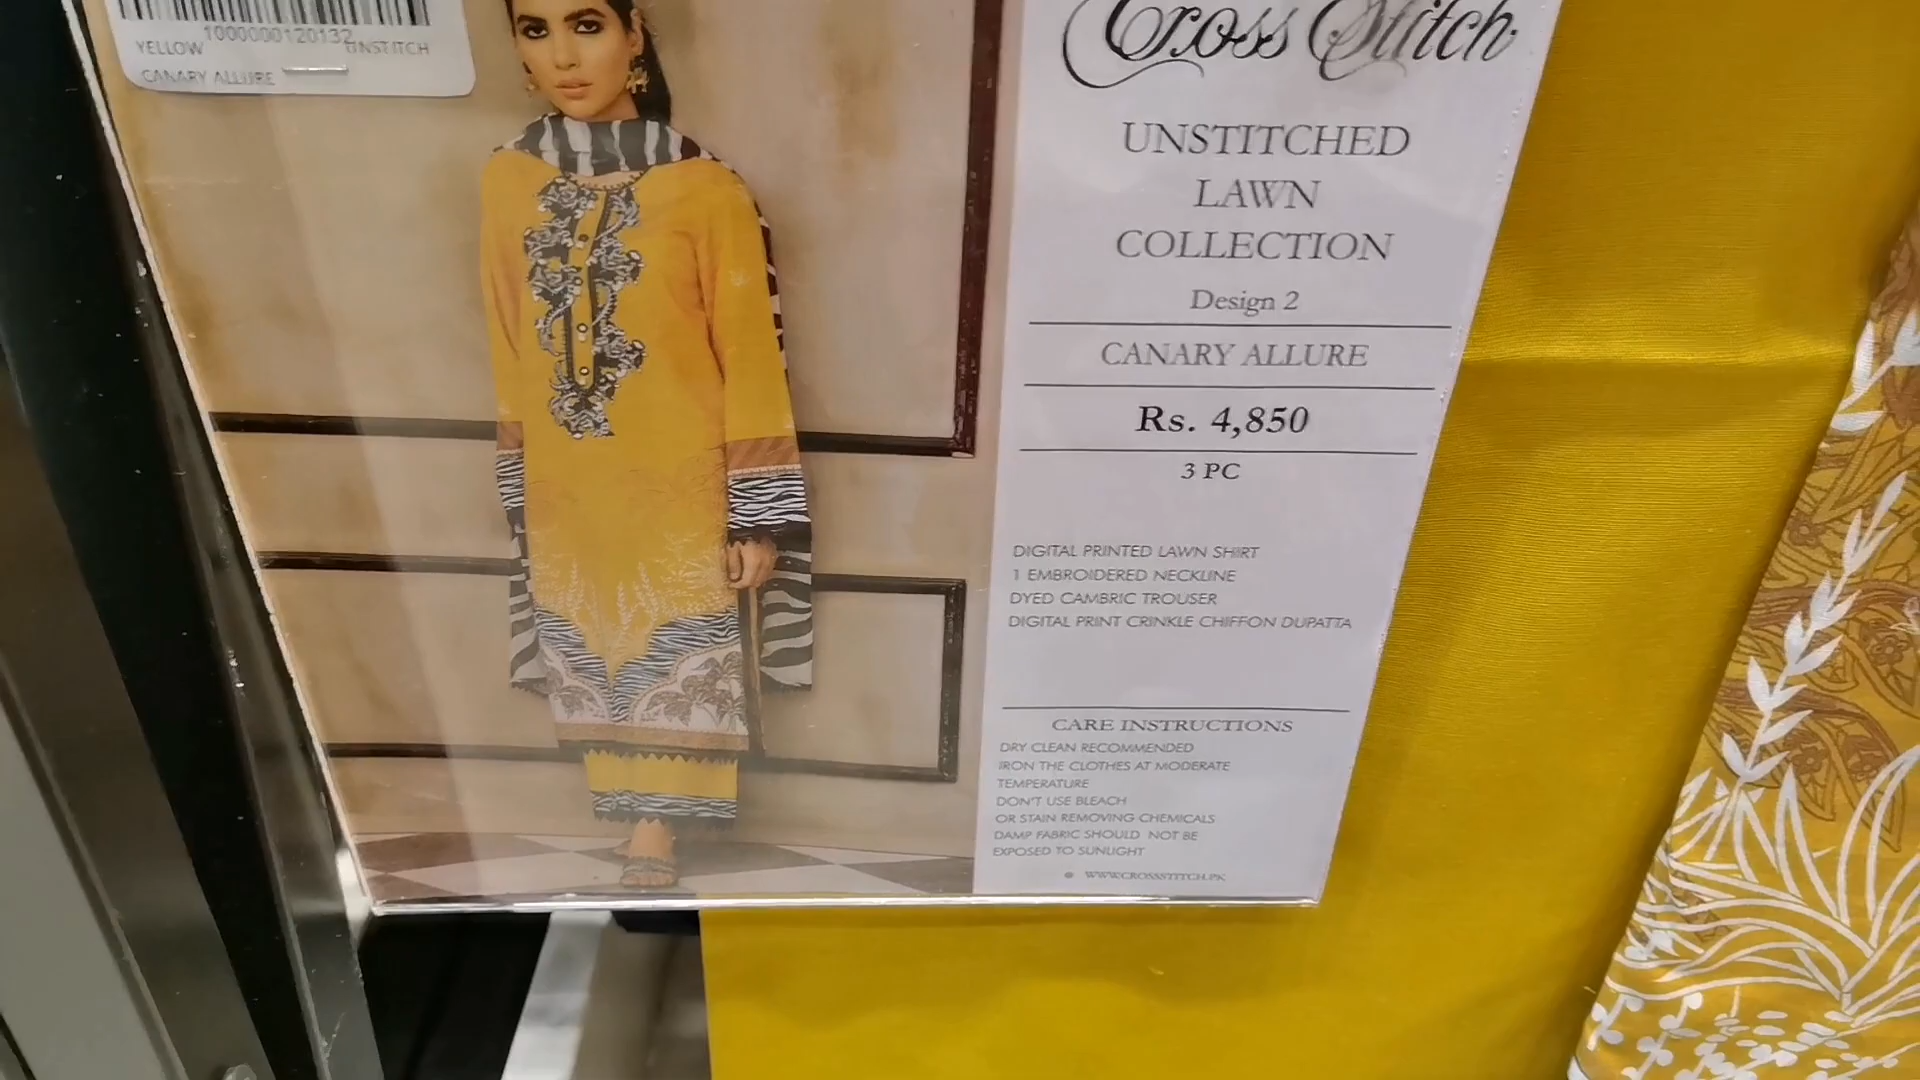 1000000120132
YELLOW UNSTITCH
CANARY ALLURE
Cross Stitch
UNSTITCHED
LAWN
COLLECTION
Design 2
CANARY ALLURE
Rs. 4,850
3 PC
DIGITAL PRINTED LAWN SHIRT
1 EMBROIDERED NECKLINE
DYED CAMBRIC TROUSER
DIGITAL PRINT CRINKLE CHIFFON DUPATTA
CARE INSTRUCTIONS
DRY CLEAN RECOMMENDED
IRON THE CLOTHES AT MODERATE
TEMPERATURE
DON'T USE BLEACH
OR STAIN REMOVING CHEMICALS
DAMP FABRIC SHOULD NOT BE
EXPOSED TO SUNLIGHT
WWW.CROSSSTITCH.PK